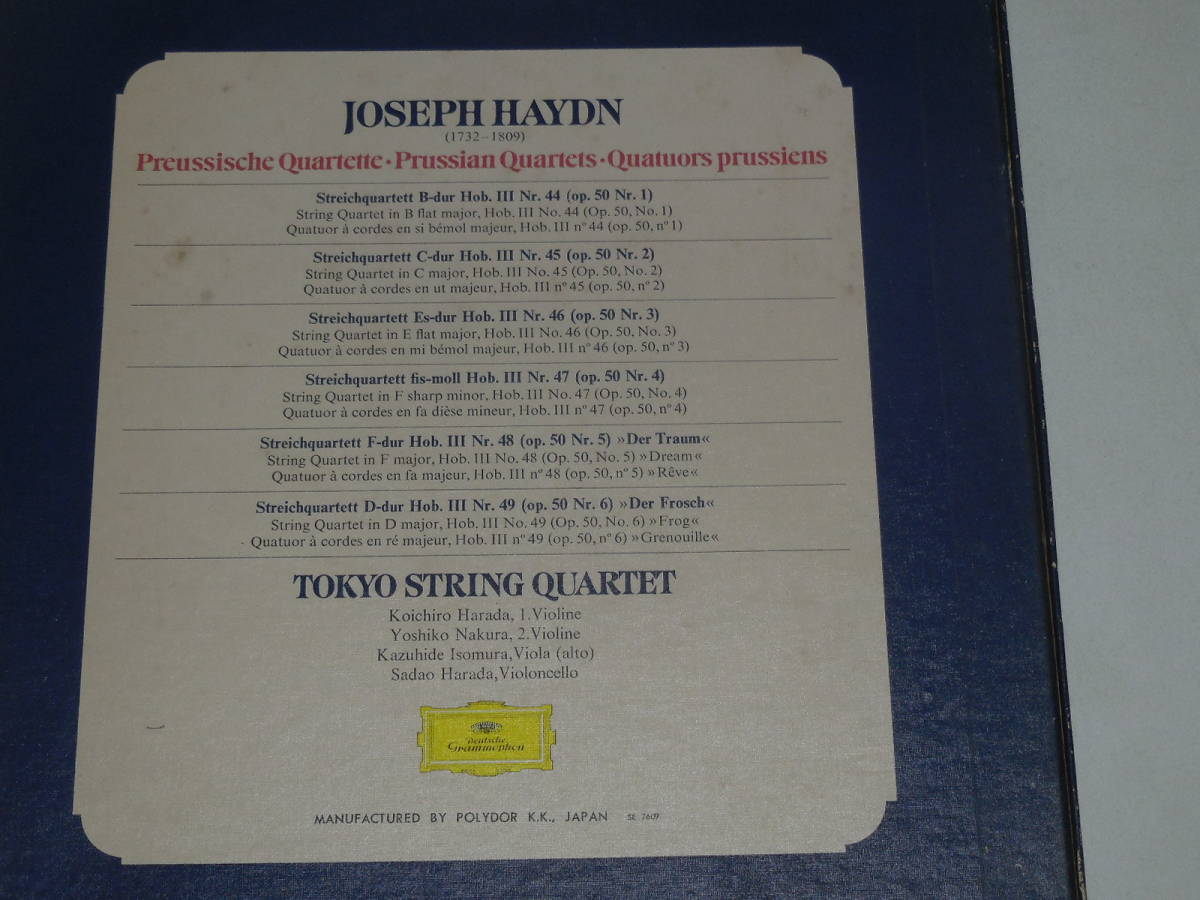 JOSEPH HAYDN
(1732–1809)
Preussische Quartette · Prussian Quartets · Quatuors prussiens
Streichquartett B-dur Hob. III Nr. 44 (op. 50 Nr. 1)
String Quartet in B flat major, Hob. III No. 44 (Op. 50, No. 1)
Quatuor à cordes en si bémol majeur, Hob. III nº 44 (op. 50, nº 1)
Streichquartett C-dur Hob. III Nr. 45 (op. 50 Nr. 2)
String Quartet in C major, Hob. III No. 45 (Op. 50, No. 2)
Quatuor à cordes en ut majeur, Hob. III nº 45 (op. 50, nº 2)
Streichquartett Es-dur Hob. III Nr. 46 (op. 50 Nr. 3)
String Quartet in E flat major, Hob. III No. 46 (Op. 50, No. 3)
Quatuor à cordes en mi bémol majeur, Hob. III nº 46 (op. 50, nº 3)
Streichquartett fis-moll Hob. III Nr. 47 (op. 50 Nr. 4)
String Quartet in F sharp minor, Hob. III No. 47 (Op. 50, No. 4)
Quatuor à cordes en fa dièse mineur, Hob. III nº 47 (op. 50, nº 4)
Streichquartett F-dur Hob. III Nr. 48 (op. 50 Nr. 5) »Der Traum«
String Quartet in F major, Hob. III No. 48 (Op. 50, No. 5) »Dream«
Quatuor à cordes en fa majeur, Hob. III nº 48 (op. 50, nº 5) »Rêve«
Streichquartett D-dur Hob. III Nr. 49 (op. 50 Nr. 6) »Der Frosch«
String Quartet in D major, Hob. III No. 49 (Op. 50, No. 6) »Frog«
Quatuor à cordes en ré majeur, Hob. III nº 49 (op. 50, nº 6) »Grenouille«
TOKYO STRING QUARTET
Koichiro Harada, 1.Violine
Yoshiko Nakura, 2.Violine
Kazuhide Isomura, Viola (alto)
Sadao Harada, Violoncello
Deutsche
Grammophon
MANUFACTURED BY POLYDOR K.K., JAPAN SE 7609